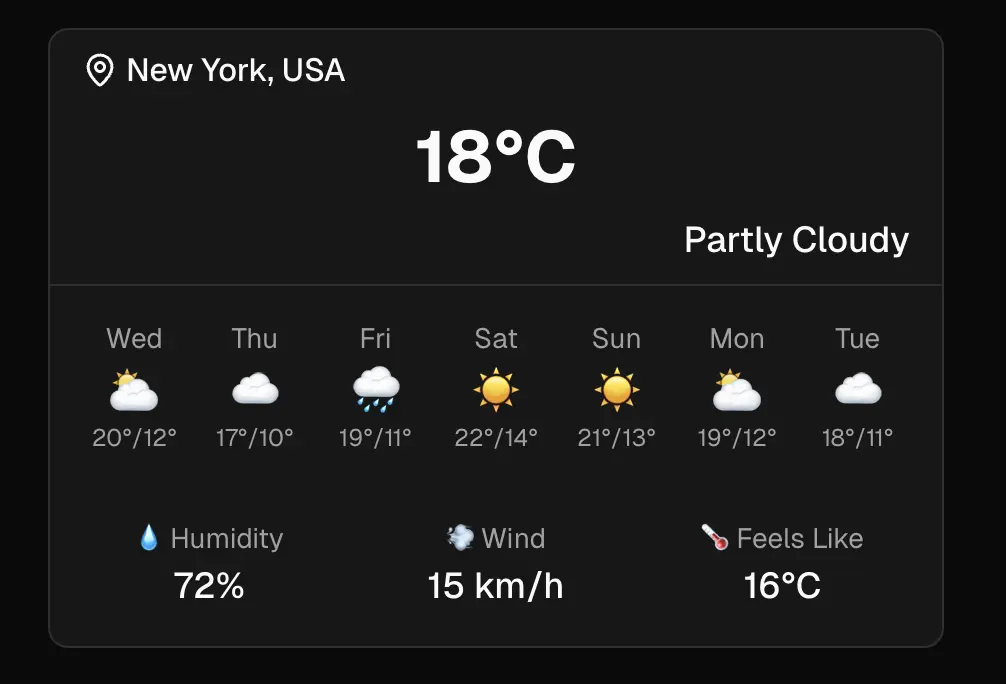 New York, USA
18°C
Partly Cloudy
Wed Thu Fri Sat Sun Mon Tue
20°/12° 17°/10° 19°/11° 22°/14° 21°/13° 19°/12° 18°/11°
Humidity Wind Feels Like
72% 15 km/h 16°C